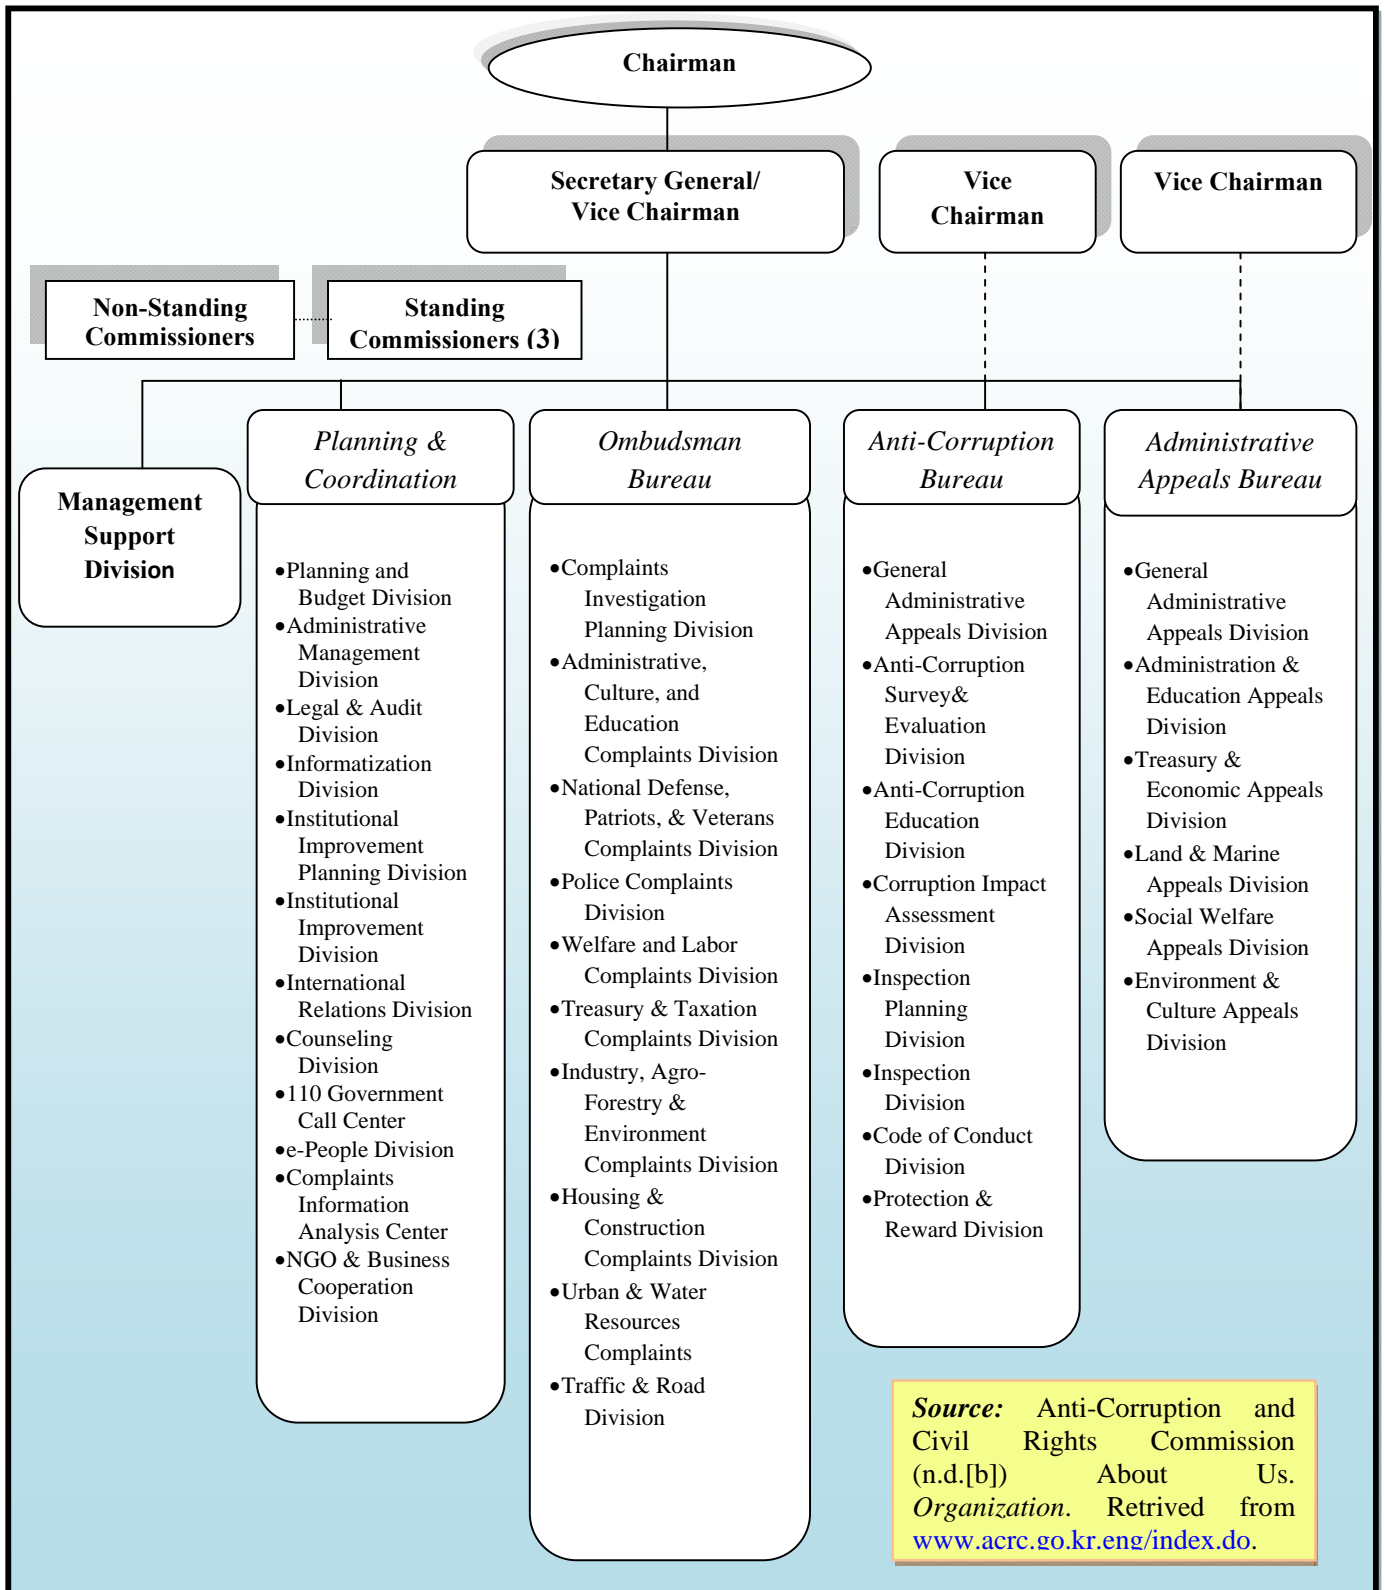 Chairman
Secretary General/
Vice Chairman
Vice
Chairman
Vice Chairman
Non-Standing
Commissioners
Standing
Commissioners (3)
Management
Support
Division
Planning &
Coordination
•Planning and
Budget Division
•Administrative
Management
Division
•Legal & Audit
Division
•Informatization
Division
•Institutional
Improvement
Planning Division
•Institutional
Improvement
Division
•International
Relations Division
•Counseling
Division
•110 Government
Call Center
•e-People Division
•Complaints
Information
Analysis Center
•NGO & Business
Cooperation
Division
Ombudsman
Bureau
•Complaints
Investigation
Planning Division
•Administrative,
Culture, and
Education
Complaints Division
•National Defense,
Patriots, & Veterans
Complaints Division
•Police Complaints
Division
•Welfare and Labor
Complaints Division
•Treasury & Taxation
Complaints Division
•Industry, Agro-
Forestry &
Environment
Complaints Division
•Housing &
Construction
Complaints Division
•Urban & Water
Resources
Complaints
•Traffic & Road
Division
Anti-Corruption
Bureau
•General
Administrative
Appeals Division
•Anti-Corruption
Survey&
Evaluation
Division
•Anti-Corruption
Education
Division
•Corruption Impact
Assessment
Division
•Inspection
Planning
Division
•Inspection
Division
•Code of Conduct
Division
•Protection &
Reward Division
Administrative
Appeals Bureau
•General
Administrative
Appeals Division
•Administration &
Education Appeals
Division
•Treasury &
Economic Appeals
Division
•Land & Marine
Appeals Division
•Social Welfare
Appeals Division
•Environment &
Culture Appeals
Division
Source: Anti-Corruption and
Civil Rights Commission
(n.d.[b]) About Us.
Organization. Retrived from
www.acrc.go.kr.eng/index.do.